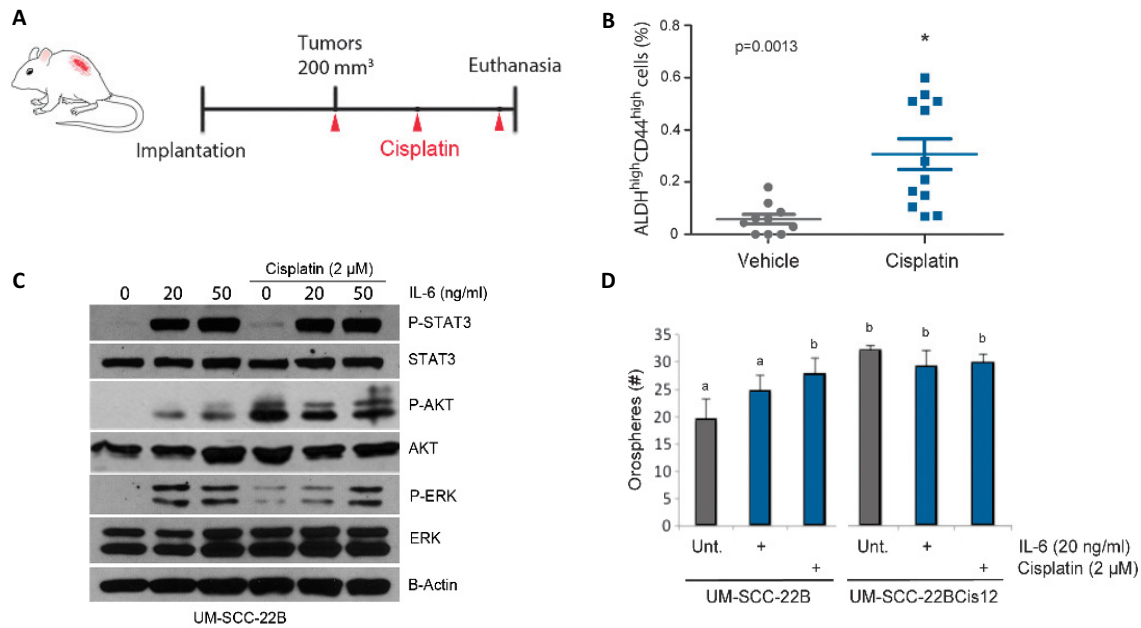 A
Tumors
200 mm³
Euthanasia
Implantation
Cisplatin
B
ALDHhighCD44high cells (%)
0.8
0.6
0.4
0.2
0
p=0.0013
*
Vehicle
Cisplatin
C
Cisplatin (2 µM)
0 20 50 0 20 50 IL-6 (ng/ml)
P-STAT3
STAT3
P-AKT
AKT
P-ERK
ERK
B-Actin
UM-SCC-22B
D
Orospheres (#)
40
35
30
25
20
15
10
5
0
a a b b b b
Unt. + Unt. + IL-6 (20 ng/ml)
+ + Cisplatin (2 µM)
UM-SCC-22B UM-SCC-22BCis12